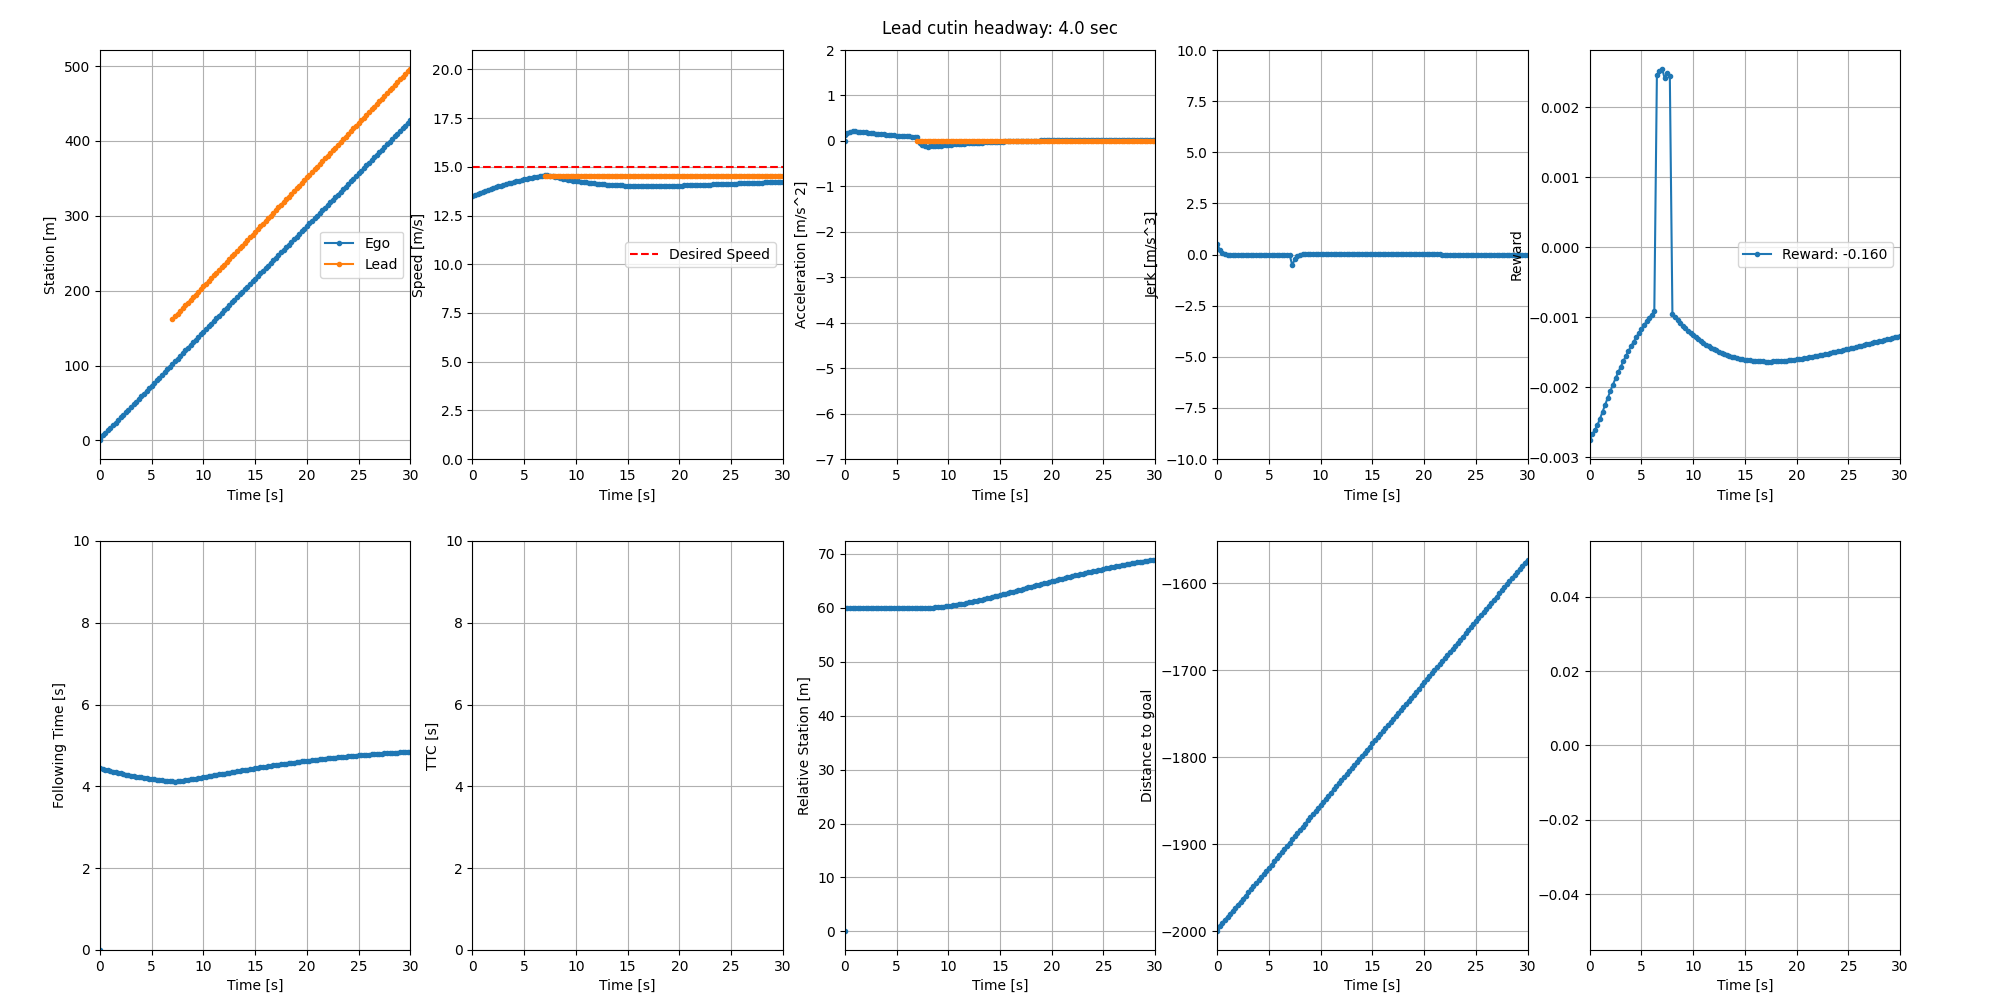 Lead cutin headway: 4.0 sec
Station [m]
500
400
300
200
100
0
Ego
Lead
0 5 10 15 20 25 30
Time [s]
Speed [m/s]
20.0
17.5
15.0
12.5
10.0
7.5
5.0
2.5
0.0
Desired Speed
0 5 10 15 20 25 30
Time [s]
Acceleration [m/s^2]
2
1
0
−1
−2
−3
−4
−5
−6
−7
0 5 10 15 20 25 30
Time [s]
Jerk [m/s^3]
10.0
7.5
5.0
2.5
0.0
−2.5
−5.0
−7.5
−10.0
0 5 10 15 20 25 30
Time [s]
Reward
0.002
0.001
0.000
−0.001
−0.002
−0.003
Reward: -0.160
0 5 10 15 20 25 30
Time [s]
Following Time [s]
10
8
6
4
2
0
0 5 10 15 20 25 30
Time [s]
TTC [s]
10
8
6
4
2
0
0 5 10 15 20 25 30
Time [s]
Relative Station [m]
70
60
50
40
30
20
10
0
0 5 10 15 20 25 30
Time [s]
Distance to goal
−1600
−1700
−1800
−1900
−2000
0 5 10 15 20 25 30
Time [s]
0.04
0.02
0.00
−0.02
−0.04
0 5 10 15 20 25 30
Time [s]